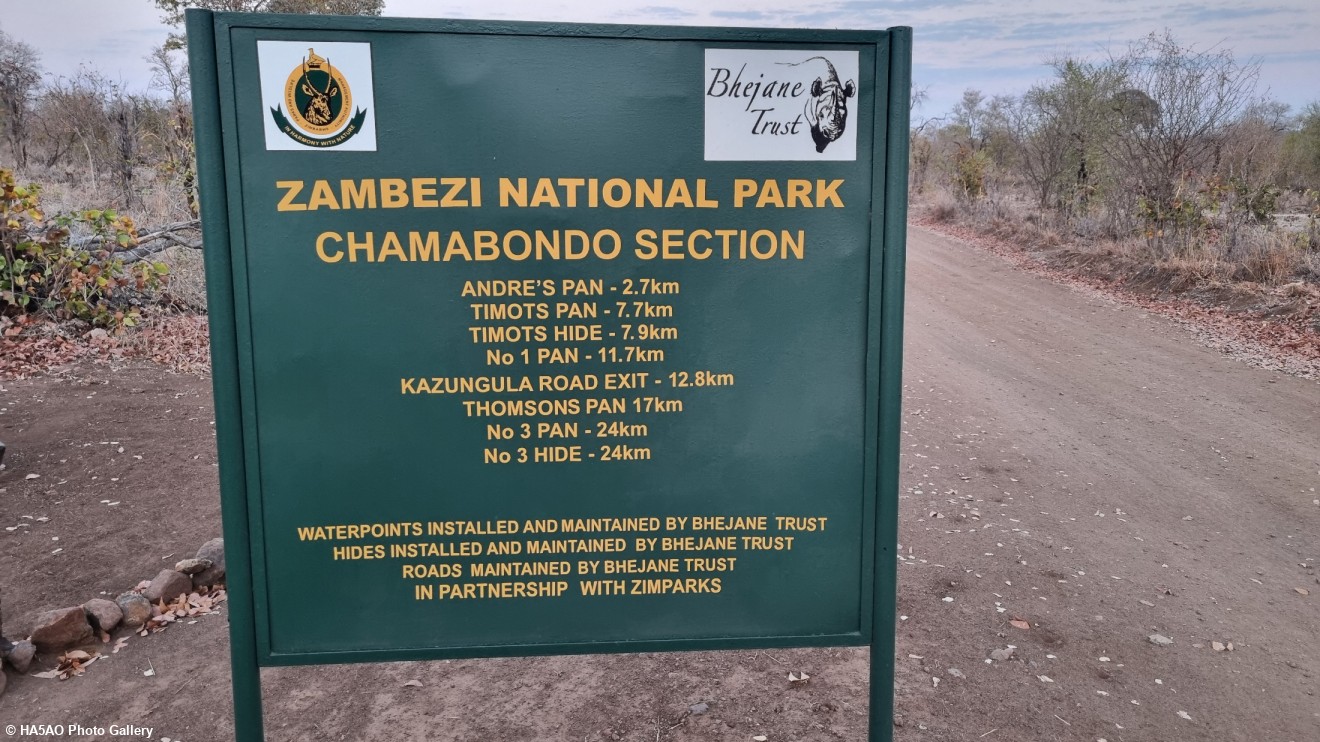 IN HARMONY WITH NATURE
Bhejane
Trust
ZAMBEZI NATIONAL PARK
CHAMABONDO SECTION
ANDRE'S PAN - 2.7km
TIMOTS PAN - 7.7km
TIMOTS HIDE - 7.9km
No 1 PAN - 11.7km
KAZUNGULA ROAD EXIT - 12.8km
THOMSONS PAN 17km
No 3 PAN - 24km
No 3 HIDE - 24km
WATERPOINTS INSTALLED AND MAINTAINED BY BHEJANE TRUST
HIDES INSTALLED AND MAINTAINED BY BHEJANE TRUST
ROADS MAINTAINED BY BHEJANE TRUST
IN PARTNERSHIP WITH ZIMPARKS
© HA5AO Photo Gallery